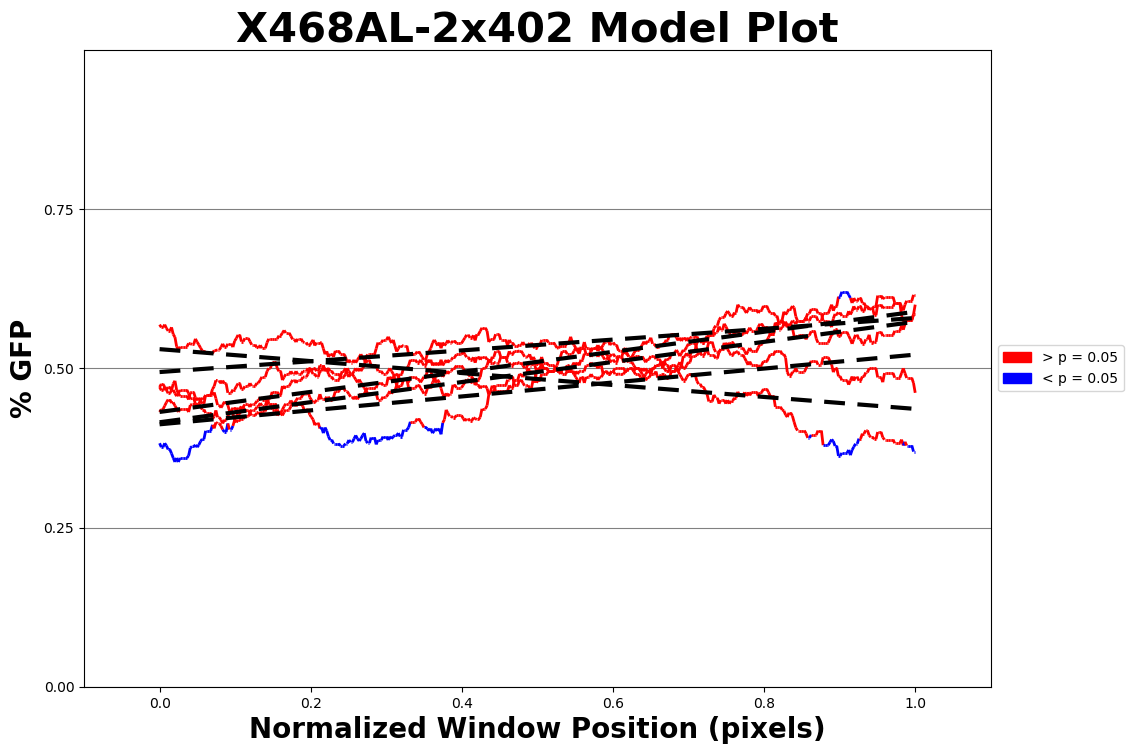 X468AL-2x402 Model Plot
% GFP
0.75
0.50
0.25
0.00
0.0 0.2 0.4 0.6 0.8 1.0
Normalized Window Position (pixels)
> p = 0.05
< p = 0.05